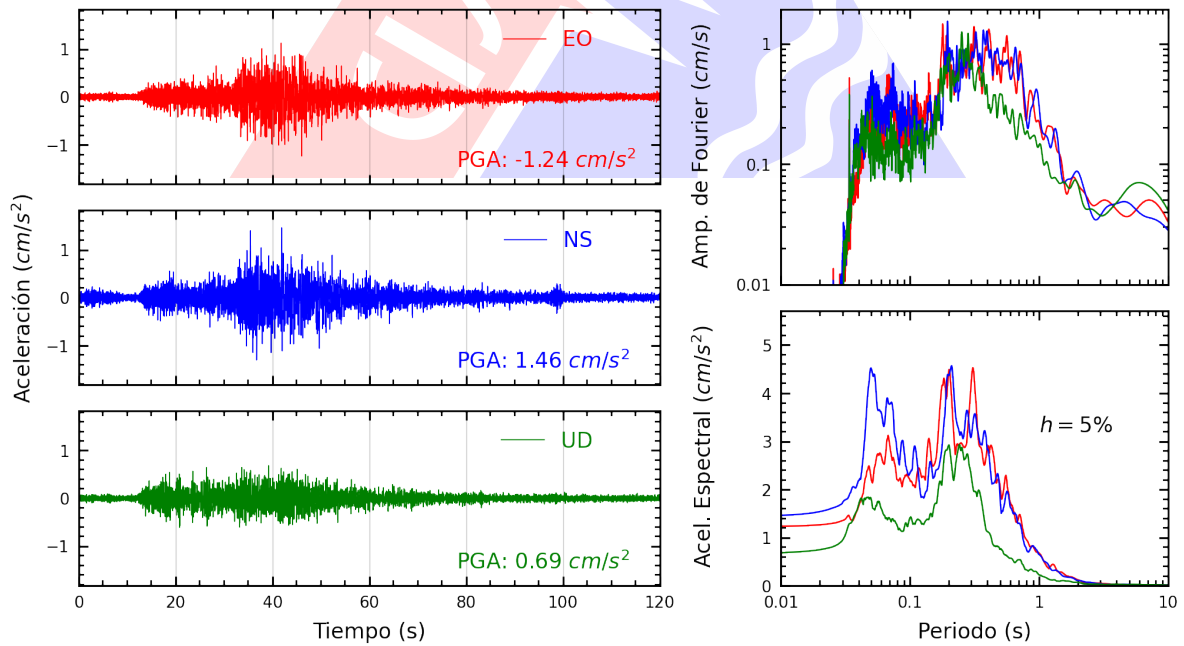 Aceleración (cm/s²)
1
0
−1
EO
PGA: -1.24 cm/s²
1
0
−1
NS
PGA: 1.46 cm/s²
1
0
−1
UD
PGA: 0.69 cm/s²
0 20 40 60 80 100 120
Tiempo (s)
Amp. de Fourier (cm/s)
1
0.1
0.01
Acel. Espectral (cm/s²)
5
4
3
2
1
0
h = 5%
0.01 0.1 1 10
Periodo (s)